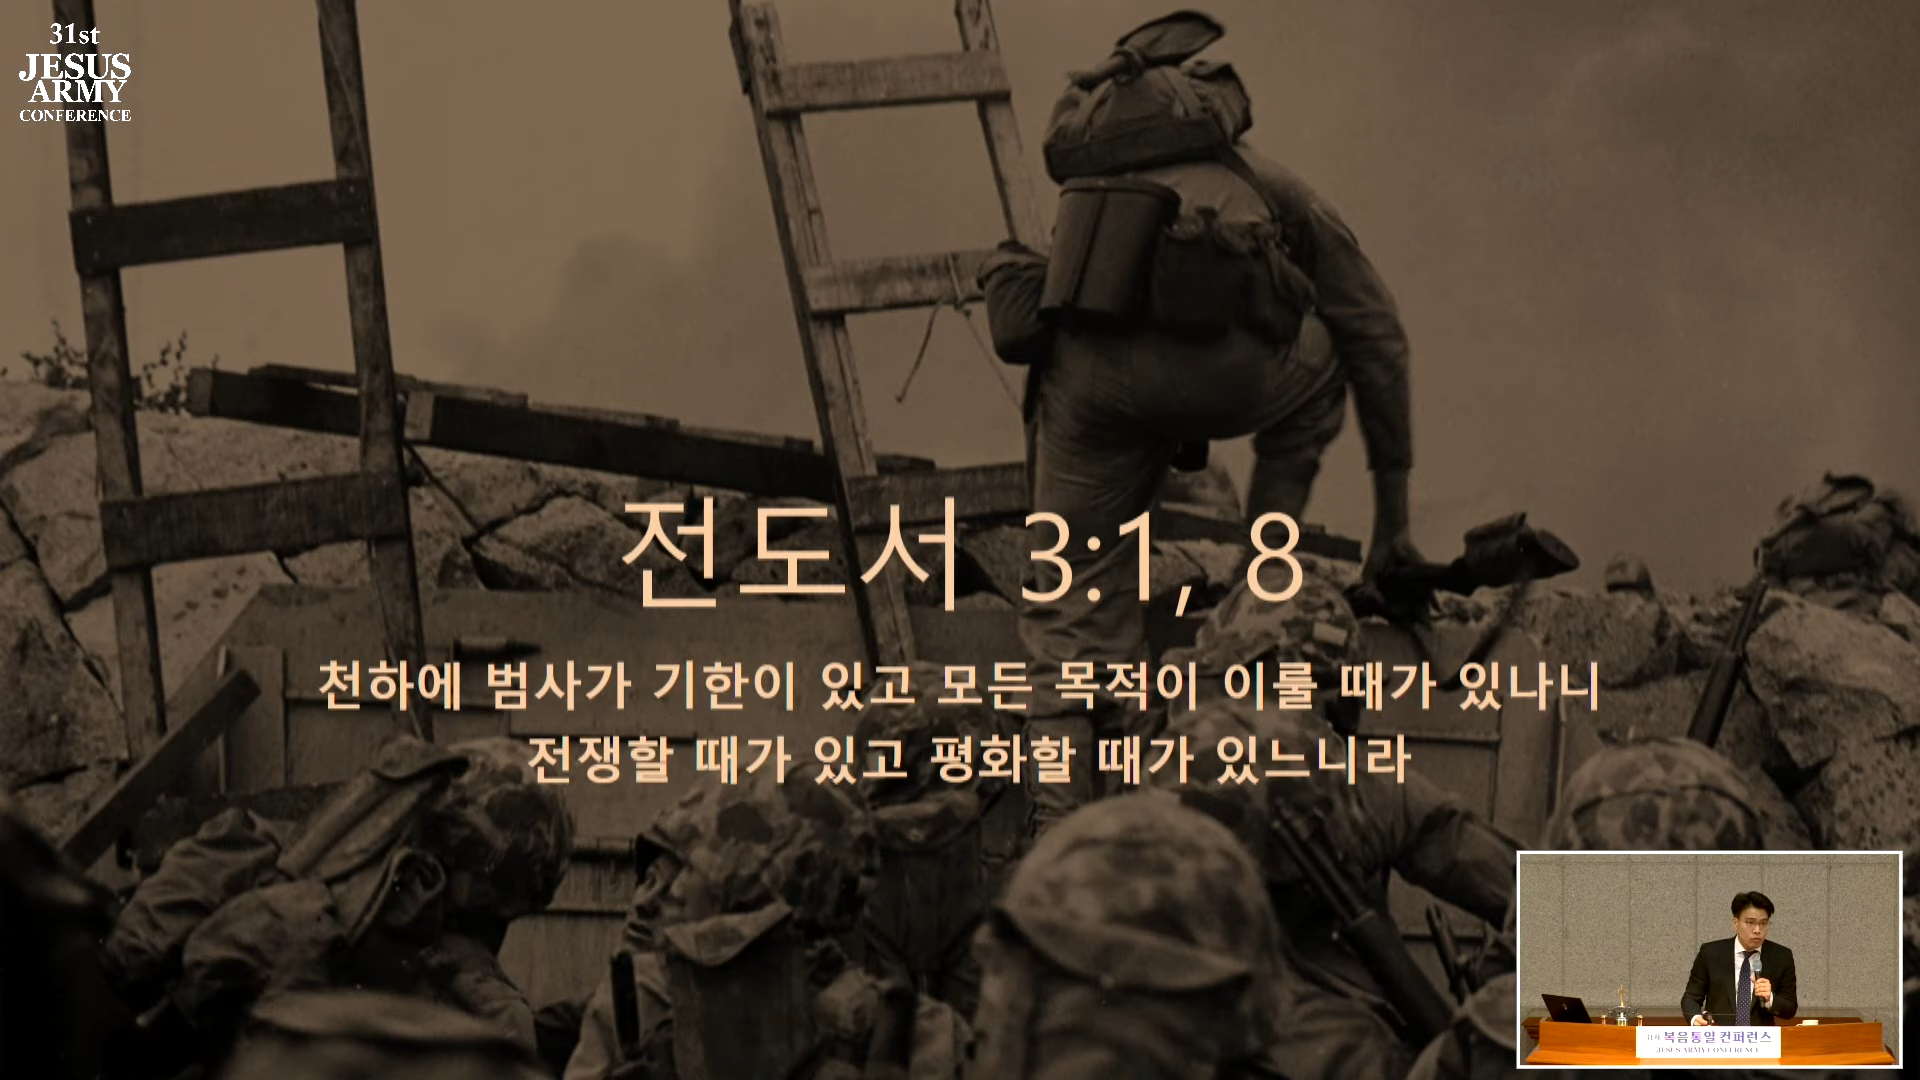 31st
JESUS
ARMY
CONFERENCE
전도서 3:1, 8
천하에 범사가 기한이 있고 모든 목적이 이룰 때가 있나니
전쟁할 때가 있고 평화할 때가 있느니라
복음통일 컨퍼런스
JESUS ARMY CONFERENCE